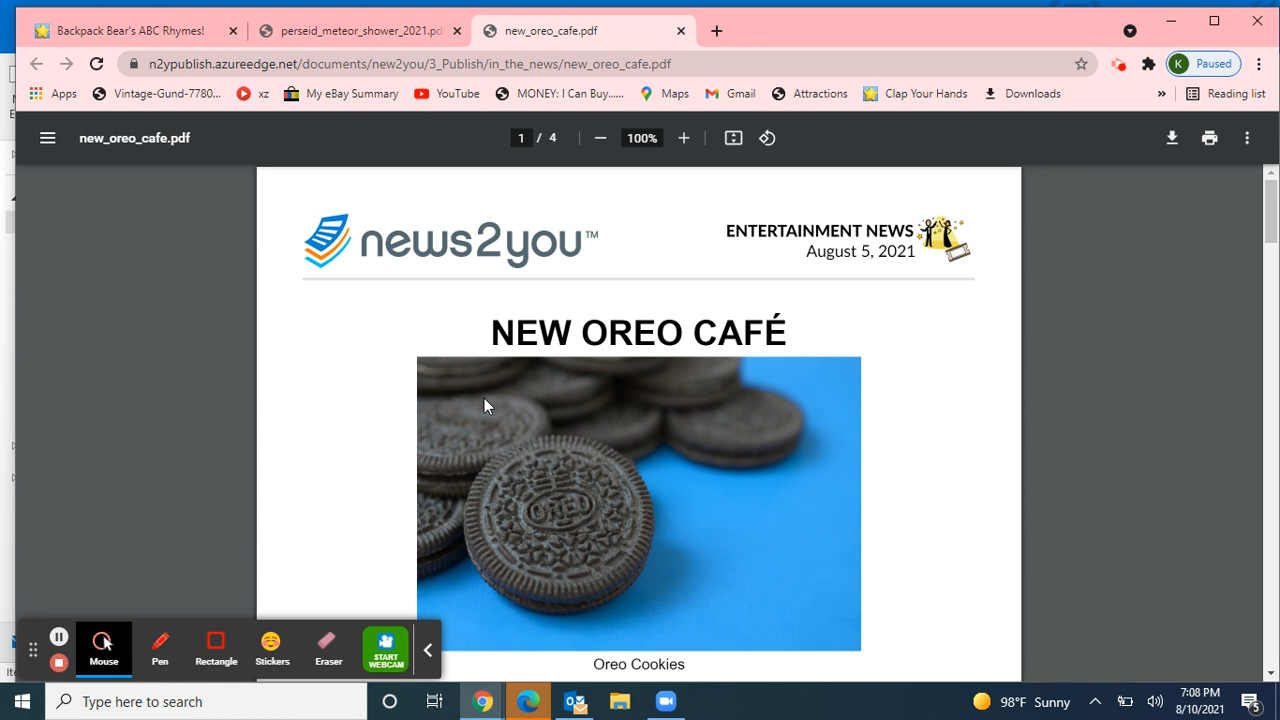 Backpack Bear's ABC Rhymes!
perseid_meteor_shower_2021.pd
new_oreo_cafe.pdf
n2ypublish.azureedge.net/documents/new2you/3_Publish/in_the_news/new_oreo_cafe.pdf
K Paused
Apps Vintage-Gund-7780... xz My eBay Summary YouTube MONEY: I Can Buy...... Maps Gmail Attractions Clap Your Hands Downloads » Reading list
new_oreo_cafe.pdf 1 / 4 100%
news2you™
ENTERTAINMENT NEWS
August 5, 2021
NEW OREO CAFÉ
OREO
Oreo Cookies
Mouse Pen Rectangle Stickers Eraser START WEBCAM
Type here to search
98°F Sunny
7:08 PM
8/10/2021
5